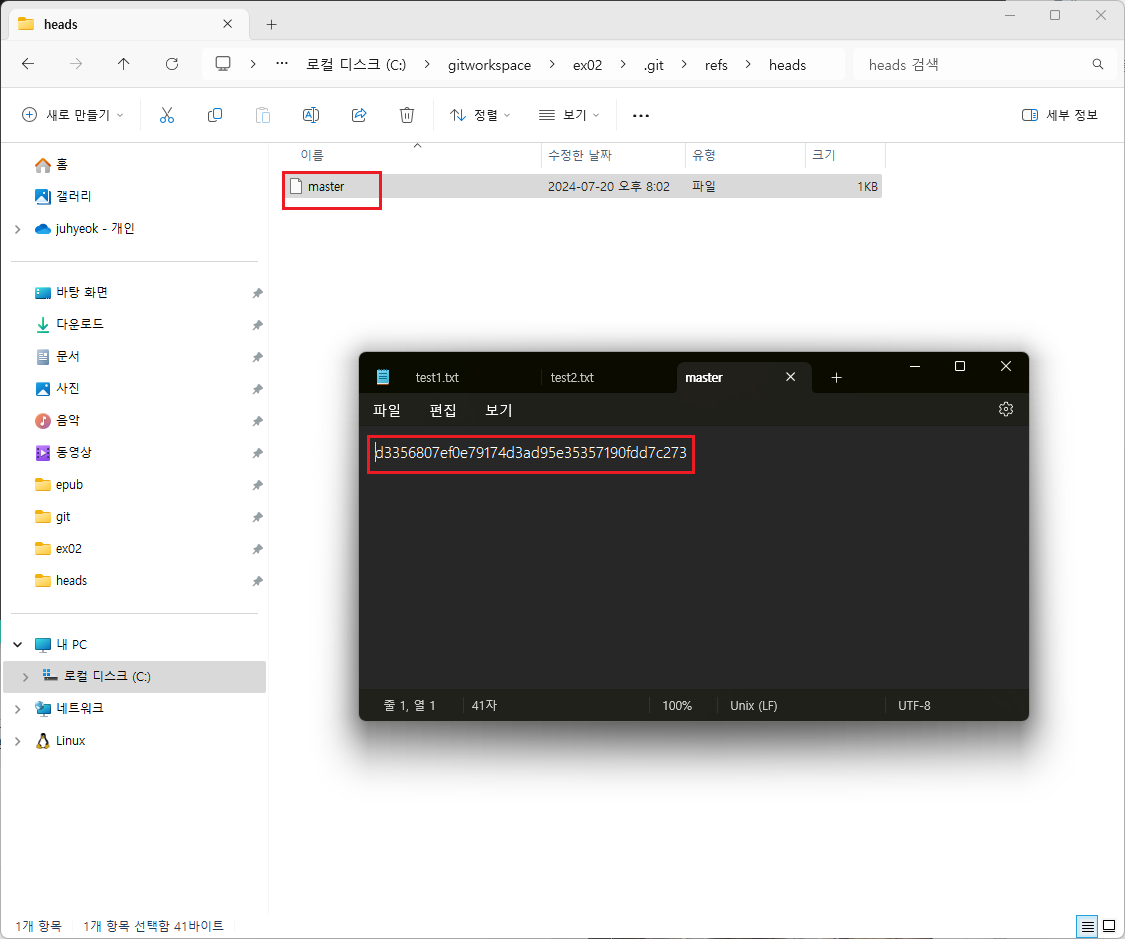 heads
로컬 디스크 (C:) > gitworkspace > ex02 > .git > refs > heads
heads 검색
새로 만들기
정렬
보기
세부 정보
이름 수정한 날짜 유형 크기
master 2024-07-20 오후 8:02 파일 1KB
홈
갤러리
juhyeok - 개인
바탕 화면
다운로드
문서
사진
음악
동영상
epub
git
ex02
heads
내 PC
로컬 디스크 (C:)
네트워크
Linux
test1.txt test2.txt master
파일 편집 보기
d3356807ef0e79174d3ad95e35357190fdd7c273
줄 1, 열 1 41자 100% Unix (LF) UTF-8
1개 항목 1개 항목 선택함 41바이트